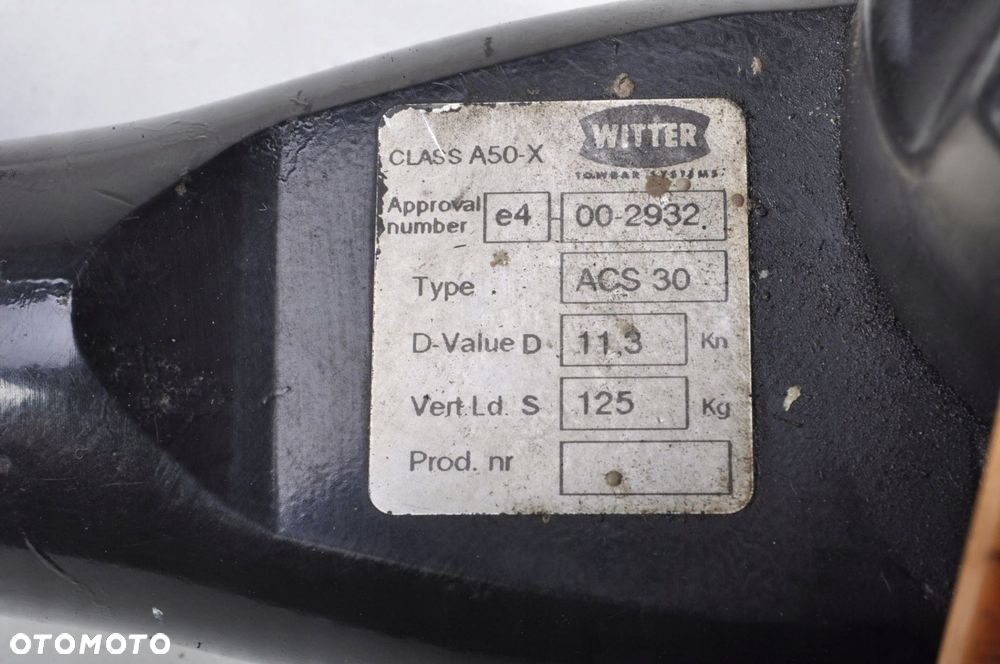 WITTER
TOWBAR SYSTEMS
CLASS A50-X
Approval number e4 00-2932
Type ACS 30
D-Value D 11,3 Kn
Vert.Ld. S 125 Kg
Prod. nr
OTOMOTO